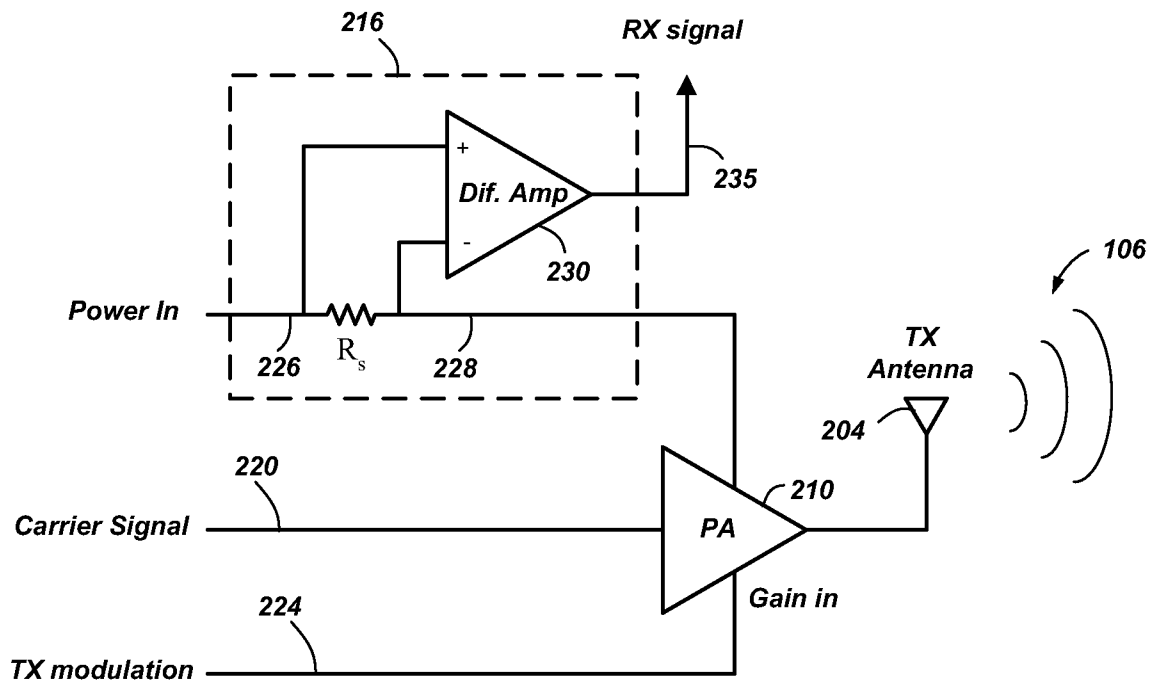 216
RX signal
+
Dif. Amp
235
-
230
106
Power In
226
R_s
228
TX
Antenna
204
220
210
Carrier Signal
PA
224
Gain in
TX modulation